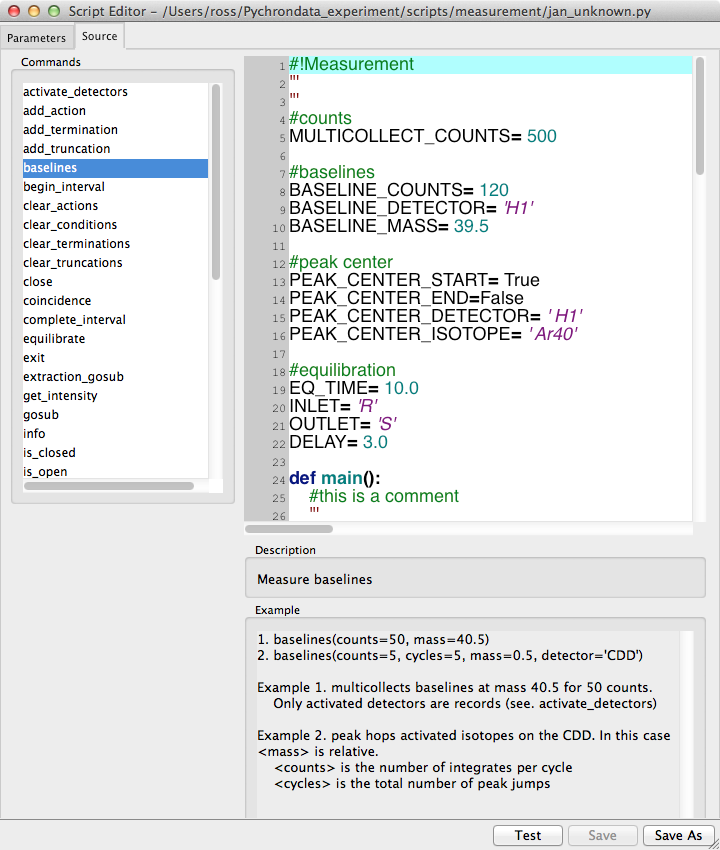 Script Editor - /Users/ross/Pychrondata_experiment/scripts/measurement/jan_unknown.py
Parameters
Source
Commands
activate_detectors
add_action
add_termination
add_truncation
baselines
begin_interval
clear_actions
clear_conditions
clear_terminations
clear_truncations
close
coincidence
complete_interval
equilibrate
exit
extraction_gosub
get_intensity
gosub
info
is_closed
is_open
1 #!Measurement
2 '''
3 '''
4 #counts
5 MULTICOLLECT_COUNTS= 500
6
7 #baselines
8 BASELINE_COUNTS= 120
9 BASELINE_DETECTOR= 'H1'
10 BASELINE_MASS= 39.5
11
12 #peak center
13 PEAK_CENTER_START= True
14 PEAK_CENTER_END=False
15 PEAK_CENTER_DETECTOR= 'H1'
16 PEAK_CENTER_ISOTOPE= 'Ar40'
17
18 #equilibration
19 EQ_TIME= 10.0
20 INLET= 'R'
21 OUTLET= 'S'
22 DELAY= 3.0
23
24 def main():
25 #this is a comment
26 '''
Description
Measure baselines
Example
1. baselines(counts=50, mass=40.5)
2. baselines(counts=5, cycles=5, mass=0.5, detector='CDD')
Example 1. multicollects baselines at mass 40.5 for 50 counts.
Only activated detectors are records (see. activate_detectors)
Example 2. peak hops activated isotopes on the CDD. In this case
<mass> is relative.
<counts> is the number of integrates per cycle
<cycles> is the total number of peak jumps
Test
Save
Save As